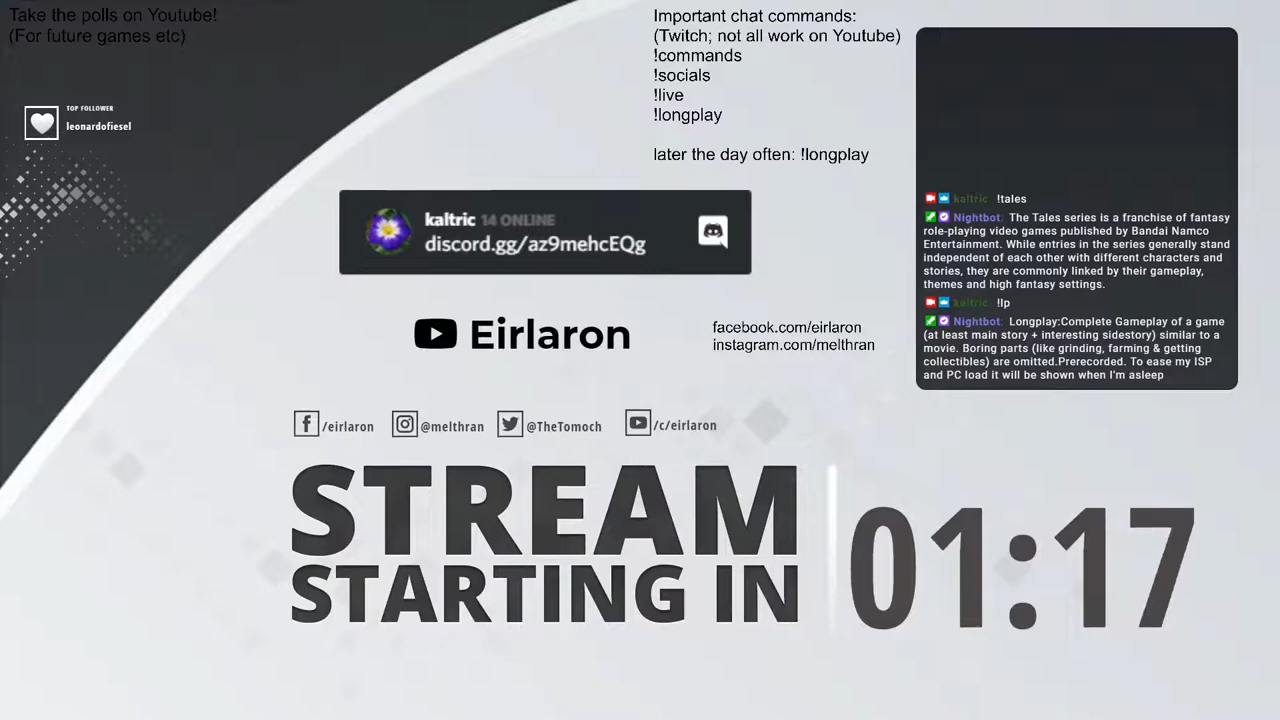 Take the polls on Youtube!
(For future games etc)
TOP FOLLOWER
leonardofiesel
Important chat commands:
(Twitch; not all work on Youtube)
!commands
!socials
!live
!longplay
later the day often: !longplay
kaltric 14 ONLINE
discord.gg/az9mehcEQg
Eirlaron
facebook.com/eirlaron
instagram.com/melthran
kaltric !tales
Nightbot: The Tales series is a franchise of fantasy
role-playing video games published by Bandai Namco
Entertainment. While entries in the series generally stand
independent of each other with different characters and
stories, they are commonly linked by their gameplay,
themes and high fantasy settings.
kaltric !lp
Nightbot: Longplay:Complete Gameplay of a game
(at least main story + interesting sidestory) similar to a
movie. Boring parts (like grinding, farming & getting
collectibles) are omitted.Prerecorded. To ease my ISP
and PC load it will be shown when I'm asleep
/eirlaron @melthran @TheTomoch /c/eirlaron
STREAM
STARTING IN
01:17